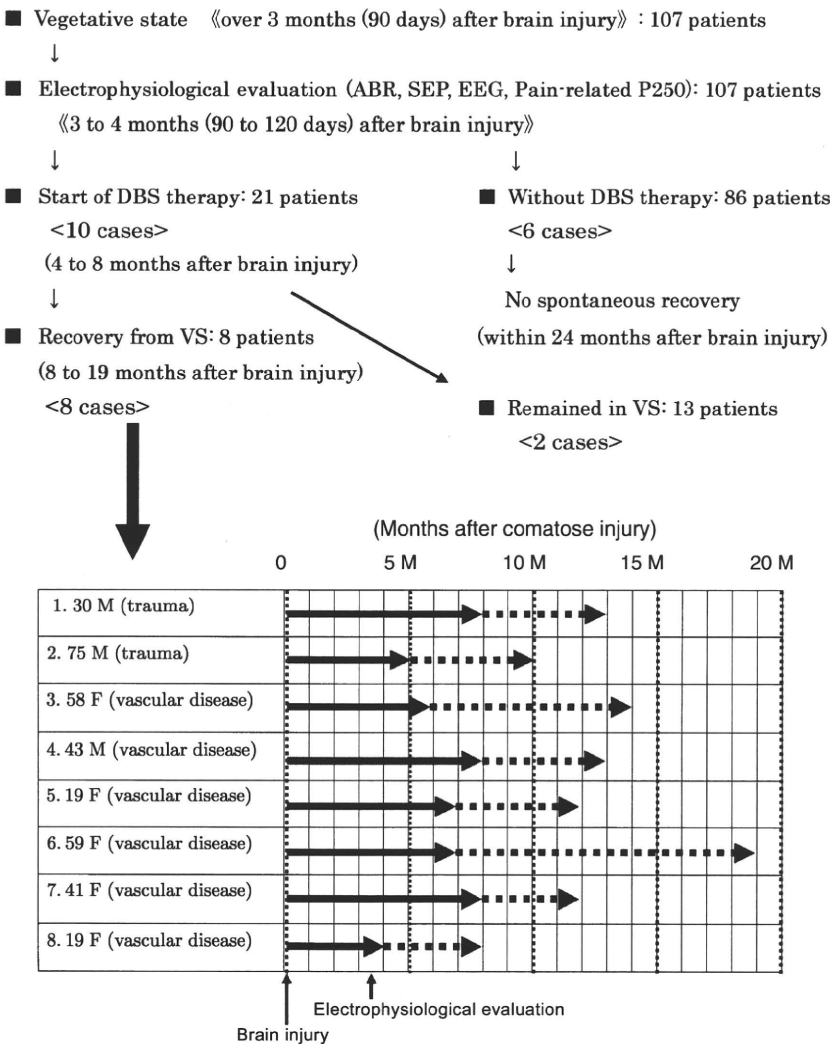 ■ Vegetative state 《over 3 months (90 days) after brain injury》 : 107 patients
↓
■ Electrophysiological evaluation (ABR, SEP, EEG, Pain-related P250): 107 patients
《3 to 4 months (90 to 120 days) after brain injury》
↓ ↓
■ Start of DBS therapy: 21 patients
<10 cases>
(4 to 8 months after brain injury)
↓
■ Without DBS therapy: 86 patients
<6 cases>
↓
No spontaneous recovery
(within 24 months after brain injury)
■ Recovery from VS: 8 patients
(8 to 19 months after brain injury)
<8 cases>
■ Remained in VS: 13 patients
<2 cases>
(Months after comatose injury)
0 5 M 10 M 15 M 20 M
1. 30 M (trauma)
2. 75 M (trauma)
3. 58 F (vascular disease)
4. 43 M (vascular disease)
5. 19 F (vascular disease)
6. 59 F (vascular disease)
7. 41 F (vascular disease)
8. 19 F (vascular disease)
Electrophysiological evaluation
Brain injury